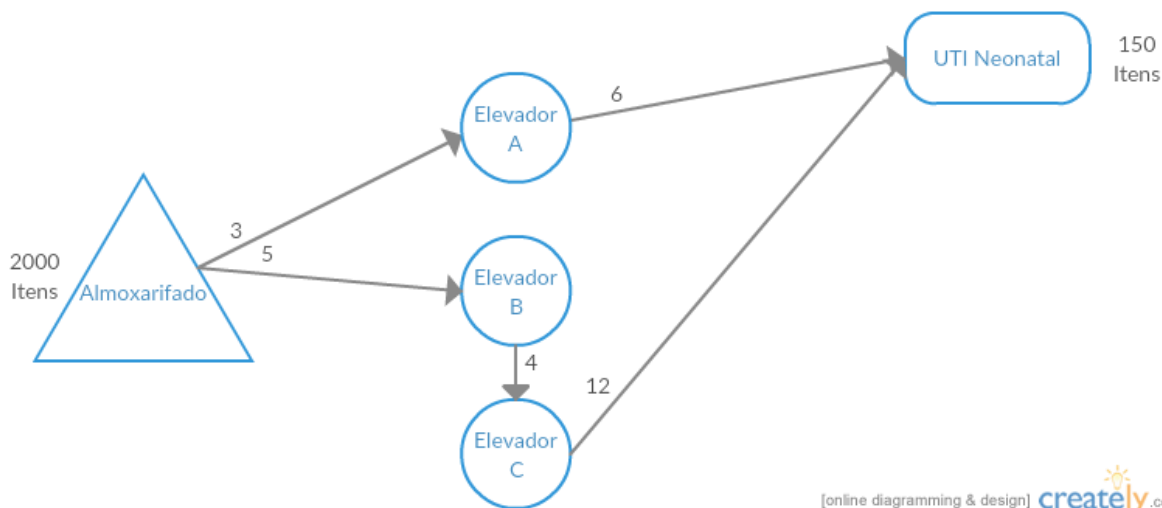 2000
Itens
Almoxarifado
3
5
Elevador
A
6
Elevador
B
4
Elevador
C
12
UTI Neonatal
150
Itens
[online diagramming & design] creately.c